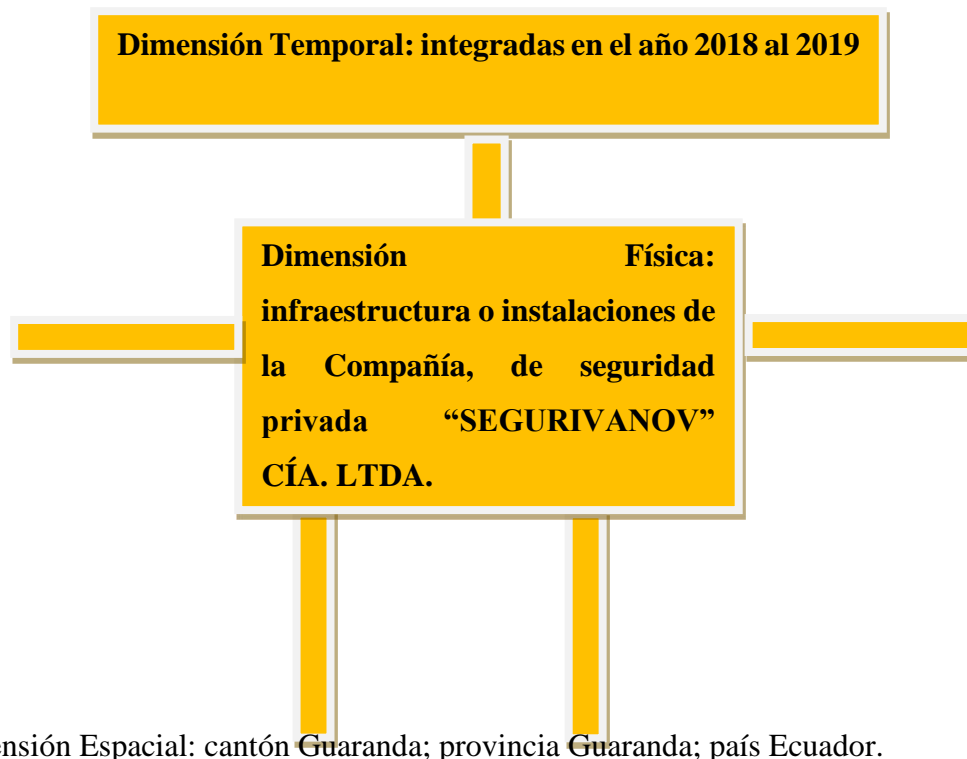 Dimensión Temporal: integradas en el año 2018 al 2019
Dimensión Física:
infraestructura o instalaciones de
la Compañía, de seguridad
privada “SEGURIVANOV”
CÍA. LTDA.
ensión Espacial: cantón Guaranda; provincia Guaranda; país Ecuador.